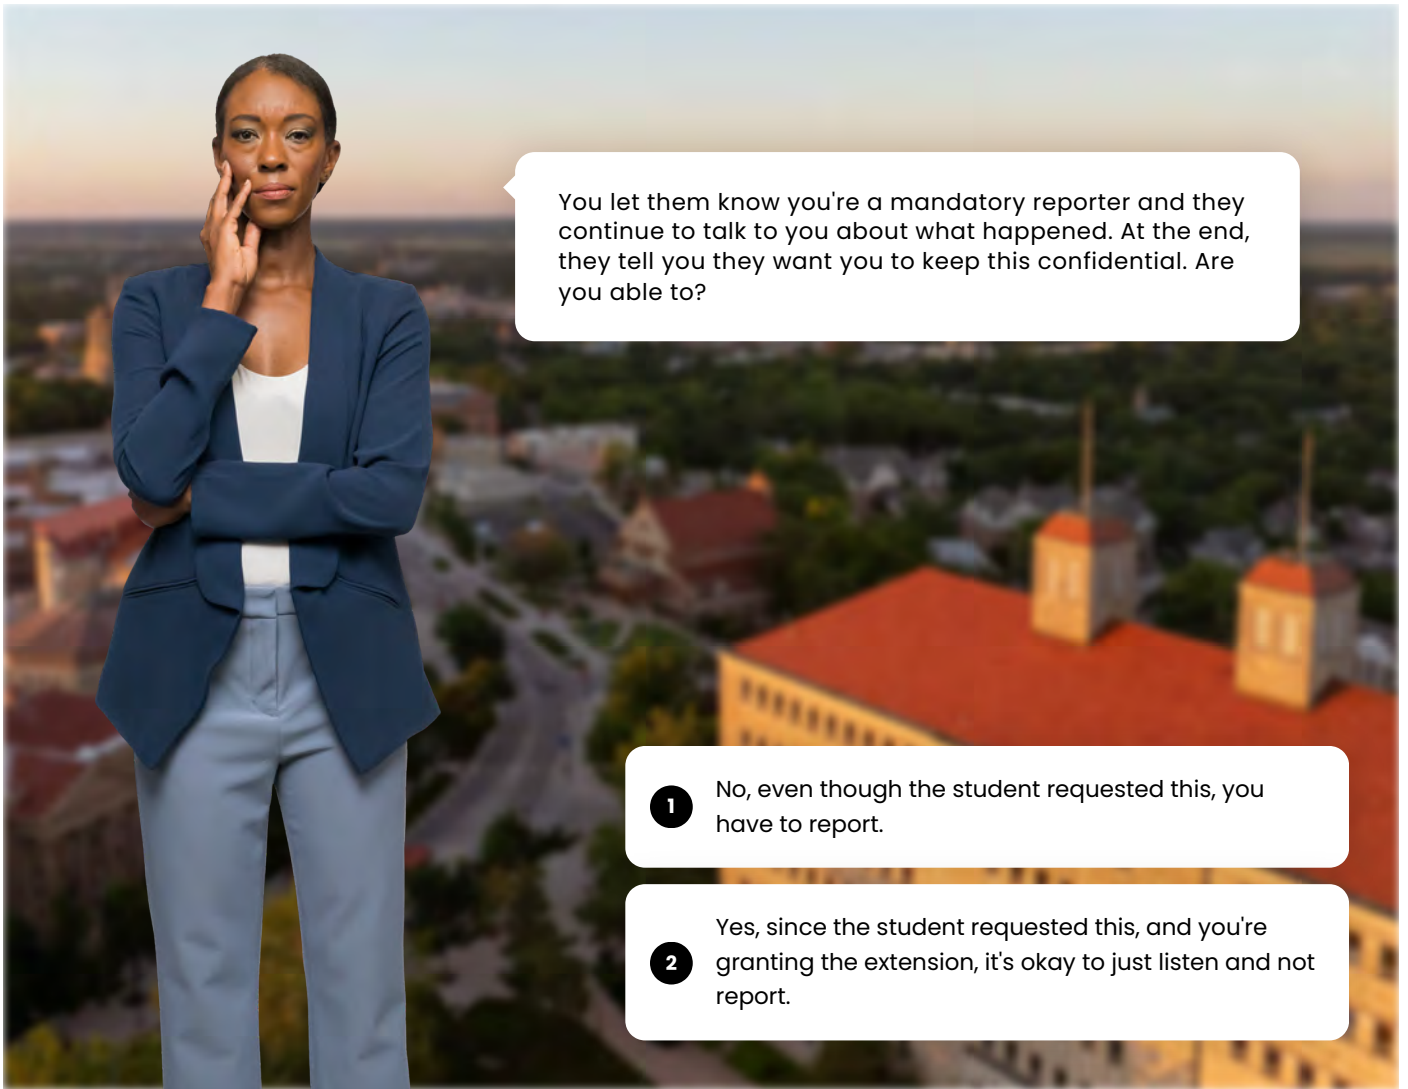 You let them know you're a mandatory reporter and they
continue to talk to you about what happened. At the end,
they tell you they want you to keep this confidential. Are
you able to?
1
No, even though the student requested this, you
have to report.
2
Yes, since the student requested this, and you're
granting the extension, it's okay to just listen and not
report.